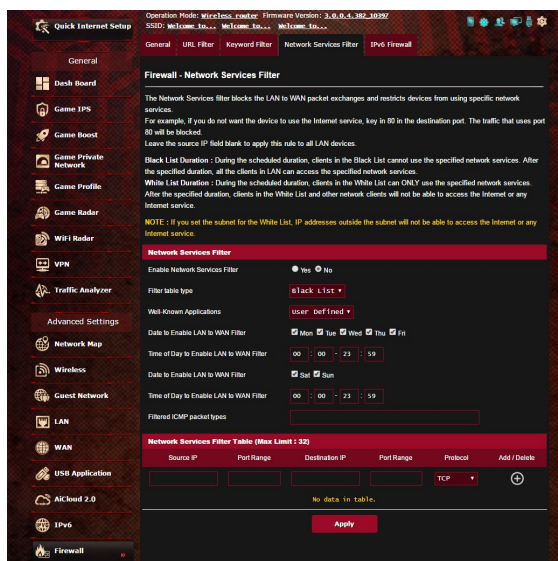 Quick Internet Setup
Operation Mode: Wireless router Firmware Version: 3.0.0.4.382_10397
SSID: Welcome to... Welcome to... Welcome to...
General URL Filter Keyword Filter Network Services Filter IPv6 Firewall
General
Dash Board
Game IPS
Game Boost
Game Private
Network
Game Profile
Game Radar
WiFi Radar
VPN
Traffic Analyzer
Advanced Settings
Network Map
Wireless
Guest Network
LAN
WAN
USB Application
AiCloud 2.0
IPv6
Firewall
Firewall - Network Services Filter
The Network Services filter blocks the LAN to WAN packet exchanges and restricts devices from using specific network
services.
For example, if you do not want the device to use the Internet service, key in 80 in the destination port. The traffic that uses port
80 will be blocked.
Leave the source IP field blank to apply this rule to all LAN devices.
Black List Duration : During the scheduled duration, clients in the Black List cannot use the specified network services. After
the specified duration, all the clients in LAN can access the specified network services.
White List Duration : During the scheduled duration, clients in the White List can ONLY use the specified network services.
After the specified duration, clients in the White List and other network clients will not be able to access the Internet or any
Internet service.
NOTE : If you set the subnet for the White List, IP addresses outside the subnet will not be able to access the Internet or any
Internet service.
Network Services Filter
Enable Network Services Filter Yes No
Filter table type Black List
Well-Known Applications User Defined
Date to Enable LAN to WAN Filter Mon Tue Wed Thu Fri
Time of Day to Enable LAN to WAN Filter 00 : 00 - 23 : 59
Date to Enable LAN to WAN Filter Sat Sun
Time of Day to Enable LAN to WAN Filter 00 : 00 - 23 : 59
Filtered ICMP packet types
Network Services Filter Table (Max Limit : 32)
Source IP Port Range Destination IP Port Range Protocol Add / Delete
TCP
No data in table.
Apply